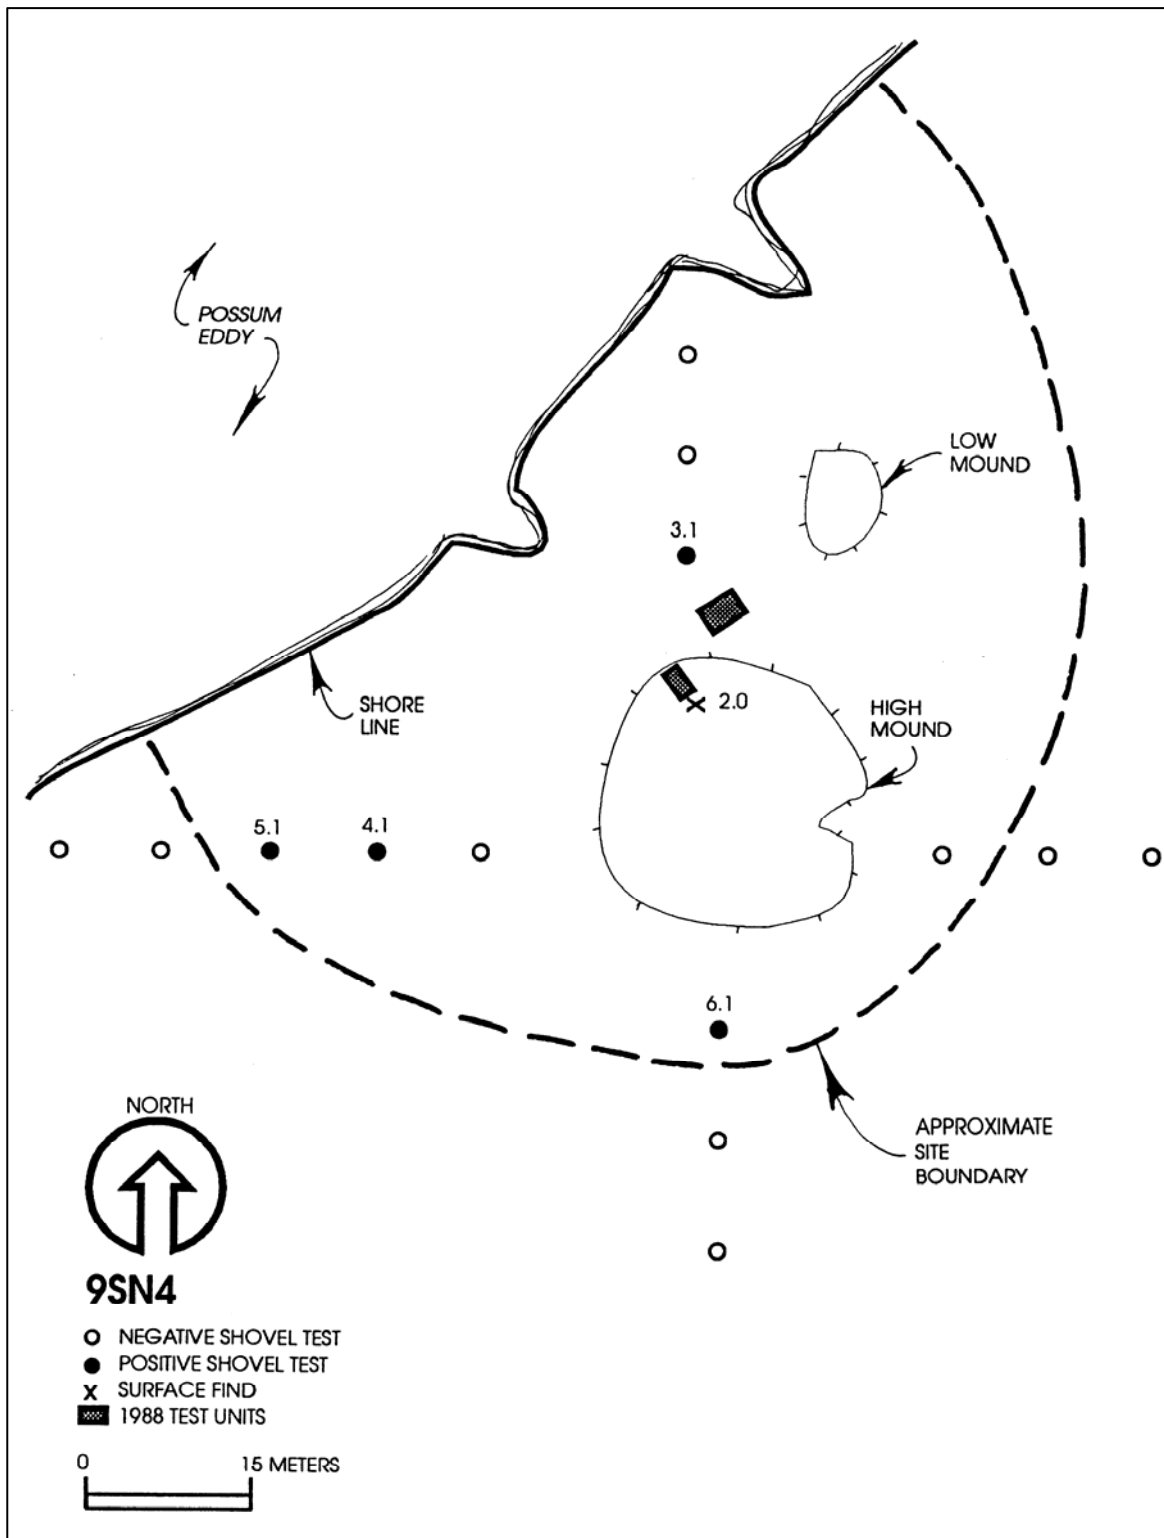 POSSUM
EDDY
LOW
MOUND
3.1
2.0
SHORE
LINE
HIGH
MOUND
5.1
4.1
6.1
NORTH
APPROXIMATE
SITE
BOUNDARY
9SN4
NEGATIVE SHOVEL TEST
POSITIVE SHOVEL TEST
X SURFACE FIND
1988 TEST UNITS
0 15 METERS